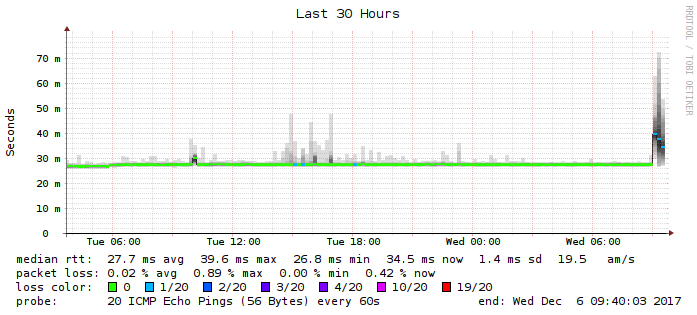 Last 30 Hours
RRDTOOL / TOBI OETIKER
Seconds
70 m
60 m
50 m
40 m
30 m
20 m
10 m
0
Tue 06:00 Tue 12:00 Tue 18:00 Wed 00:00 Wed 06:00
median rtt: 27.7 ms avg 39.6 ms max 26.8 ms min 34.5 ms now 1.4 ms sd 19.5 am/s
packet loss: 0.02 % avg 0.89 % max 0.00 % min 0.42 % now
loss color: 0 1/20 2/20 3/20 4/20 10/20 19/20
probe: 20 ICMP Echo Pings (56 Bytes) every 60s end: Wed Dec 6 09:40:03 2017